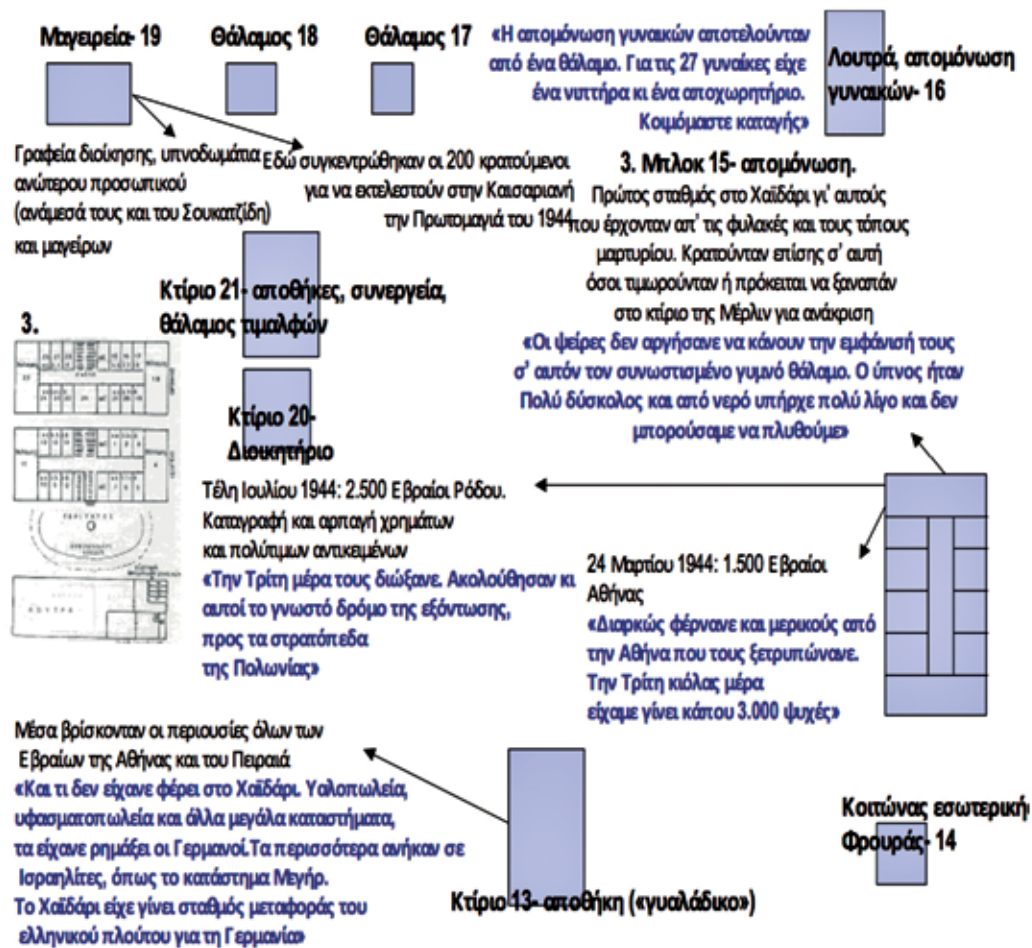 Μαγειρεία- 19
Θάλαμος 18
Θάλαμος 17
«Η απομόνωση γυναικών αποτελούνταν
από ένα θάλαμο. Για τις 27 γυναίκες είχε
ένα νιπτήρα κι ένα αποχωρητήριο.
Κοιμόμαστε καταγής»
Λουτρά, απομόνωση
γυναικών- 16
Γραφεία διοίκησης, υπνοδωμάτια
ανώτερου προσωπικού
(ανάμεσά τους και του Σουκατζίδη)
και μαγείρων
Εδώ συγκεντρώθηκαν οι 200 κρατούμενοι
για να εκτελεστούν στην Καισαριανή
την Πρωτομαγιά του 1944
3. Μπλοκ 15- απομόνωση.
Πρώτος σταθμός στο Χαϊδάρι γι' αυτούς
που έρχονταν απ' τις φυλακές και τους τόπους
μαρτυρίου. Κρατούνταν επίσης σ' αυτή
όσοι τιμωρούνταν ή πρόκειται να ξαναπάν
στο κτίριο της Μέρλιν για ανάκριση
«Οι ψείρες δεν αργήσανε να κάνουν την εμφάνισή τους
σ' αυτόν τον συνωστισμένο γυμνό θάλαμο. Ο ύπνος ήταν
Πολύ δύσκολος και από νερό υπήρχε πολύ λίγο και δεν
μπορούσαμε να πλυθούμε»
Κτίριο 21- αποθήκες, συνεργεία,
θάλαμος τιμαλφών
3.
ΛΟΥΤΡΑ
Κτίριο 20-
Διοικητήριο
Τέλη Ιουλίου 1944: 2.500 Εβραίοι Ρόδου.
Καταγραφή και αρπαγή χρημάτων
και πολύτιμων αντικειμένων
«Την Τρίτη μέρα τους διώξανε. Ακολούθησαν κι
αυτοί το γνωστό δρόμο της εξόντωσης,
προς τα στρατόπεδα
της Πολωνίας»
24 Μαρτίου 1944: 1.500 Εβραίοι
Αθήνας
«Διαρκώς φέρνανε και μερικούς από
την Αθήνα που τους ξετρυπώνανε.
Την Τρίτη κιόλας μέρα
είχαμε γίνει κάπου 3.000 ψυχές»
Μέσα βρίσκονταν οι περιουσίες όλων των
Εβραίων της Αθήνας και του Πειραιά
«Και τι δεν είχανε φέρει στο Χαϊδάρι. Υαλοπωλεία,
υφασματοπωλεία και άλλα μεγάλα καταστήματα,
τα είχανε ρημάξει οι Γερμανοί.Τα περισσότερα ανήκαν σε
Ισραηλίτες, όπως το κατάστημα Μεγήρ.
Το Χαϊδάρι είχε γίνει σταθμός μεταφοράς του
ελληνικού πλούτου για τη Γερμανία»
Κτίριο 13- αποθήκη («γυαλάδικο»)
Κοιτώνας εσωτερική
Φρουράς- 14